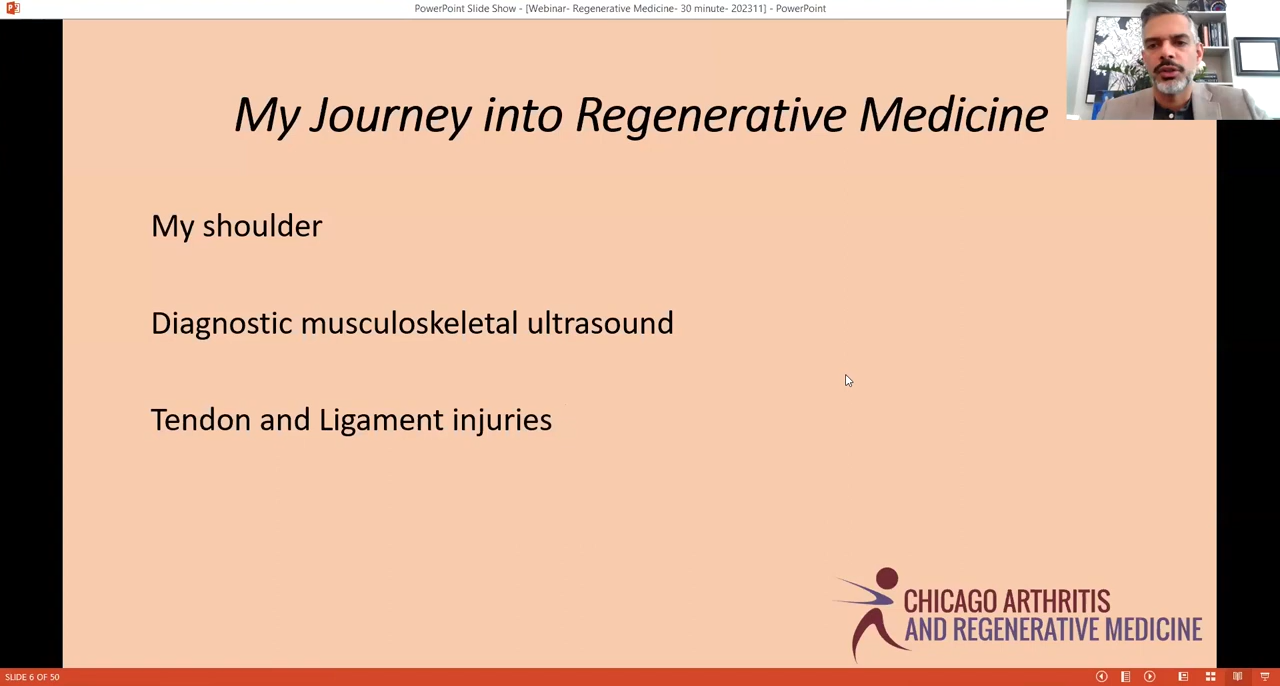 PowerPoint Slide Show - [Webinar- Regenerative Medicine- 30 minute- 202311] - PowerPoint
My Journey into Regenerative Medicine
My shoulder
Diagnostic musculoskeletal ultrasound
Tendon and Ligament injuries
CHICAGO ARTHRITIS
AND REGENERATIVE MEDICINE
SLIDE 6 OF 50